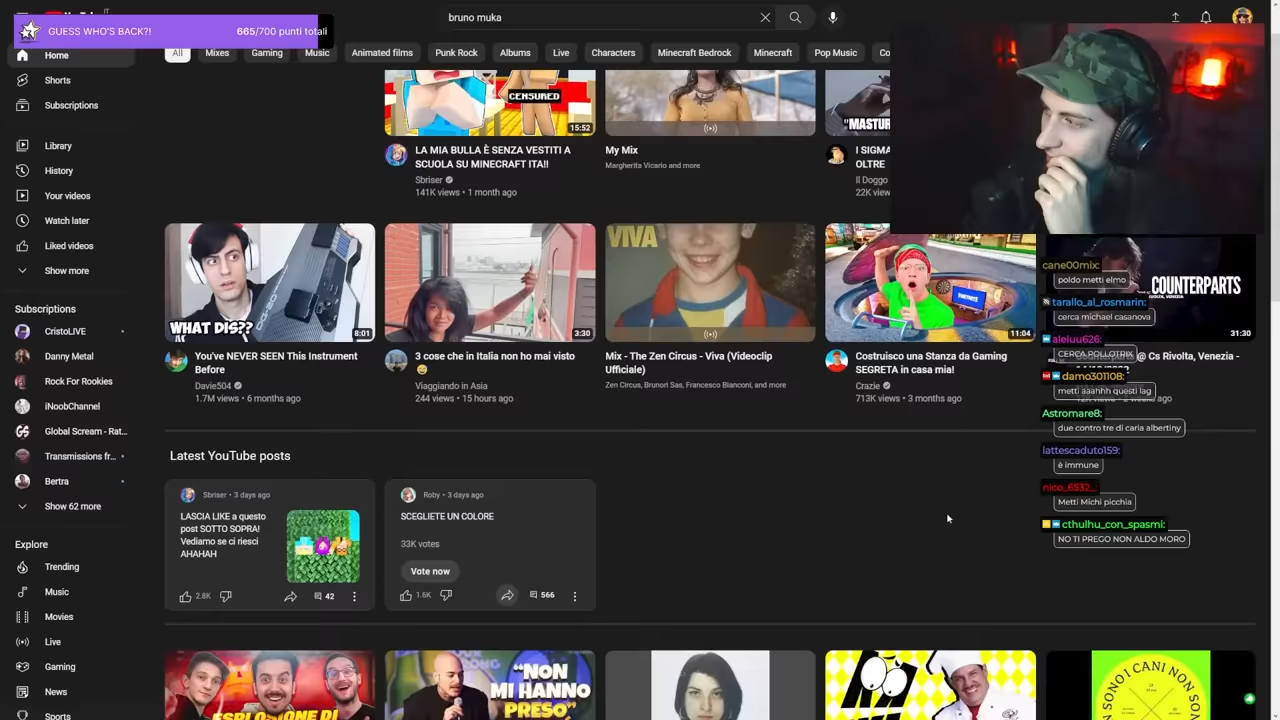 GUESS WHO'S BACK?!
665/700 punti totali
bruno muka
All
Mixes
Gaming
Music
Animated films
Punk Rock
Albums
Live
Characters
Minecraft Bedrock
Minecraft
Pop Music
Co
Home
Shorts
Subscriptions
Library
History
Your videos
Watch later
Liked videos
Show more
Subscriptions
CristoLIVE
Danny Metal
Rock For Rookies
iNoobChannel
Global Scream - Rat...
Transmissions fr...
Bertra
Show 62 more
Explore
Trending
Music
Movies
Live
Gaming
News
Sports
CENSURED
15:52
LA MIA BULLA È SENZA VESTITI A
SCUOLA SU MINECRAFT ITA!!
Sbriser
141K views • 1 month ago
My Mix
Margherita Vicario and more
"MASTUR
I SIGMA
OLTRE
Il Doggo
22K view
WHAT DIS??
8:01
You've NEVER SEEN This Instrument
Before
Davie504
1.7M views • 6 months ago
3:30
3 cose che in Italia non ho mai visto
Viaggiando in Asia
244 views • 15 hours ago
VIVA
Mix - The Zen Circus - Viva (Videoclip
Ufficiale)
Zen Circus, Brunori Sas, Francesco Bianconi, and more
FORTNITE
11:04
Costruisco una Stanza da Gaming
SEGRETA in casa mia!
Crazie
713K views • 3 months ago
COUNTERPARTS
RIVOLTA, VENEZIA
31:30
@ Cs Rivolta, Venezia -
ago
cane00mix:
poldo metti elmo
tarallo_al_rosmarin:
cerca michael casanova
aleluu626:
CERCA POLLOTRIX
damo301108:
metti aaahhh questi lag
Astromare8:
due contro tre di carla albertiny
lattescaduto159:
è immune
nico_6532_:
Metti Michi picchia
cthulhu_con_spasmi:
NO TI PREGO NON ALDO MORO
Latest YouTube posts
Sbriser • 3 days ago
LASCIA LIKE a questo
post SOTTO SOPRA!
Vediamo se ci riesci
AHAHAH
2.8K
42
Roby • 3 days ago
SCEGLIETE UN COLORE
33K votes
Vote now
1.6K
566
ESPLOSIONE DI
"NON
MI HANNO
PRESO"
SONO I CANI NON